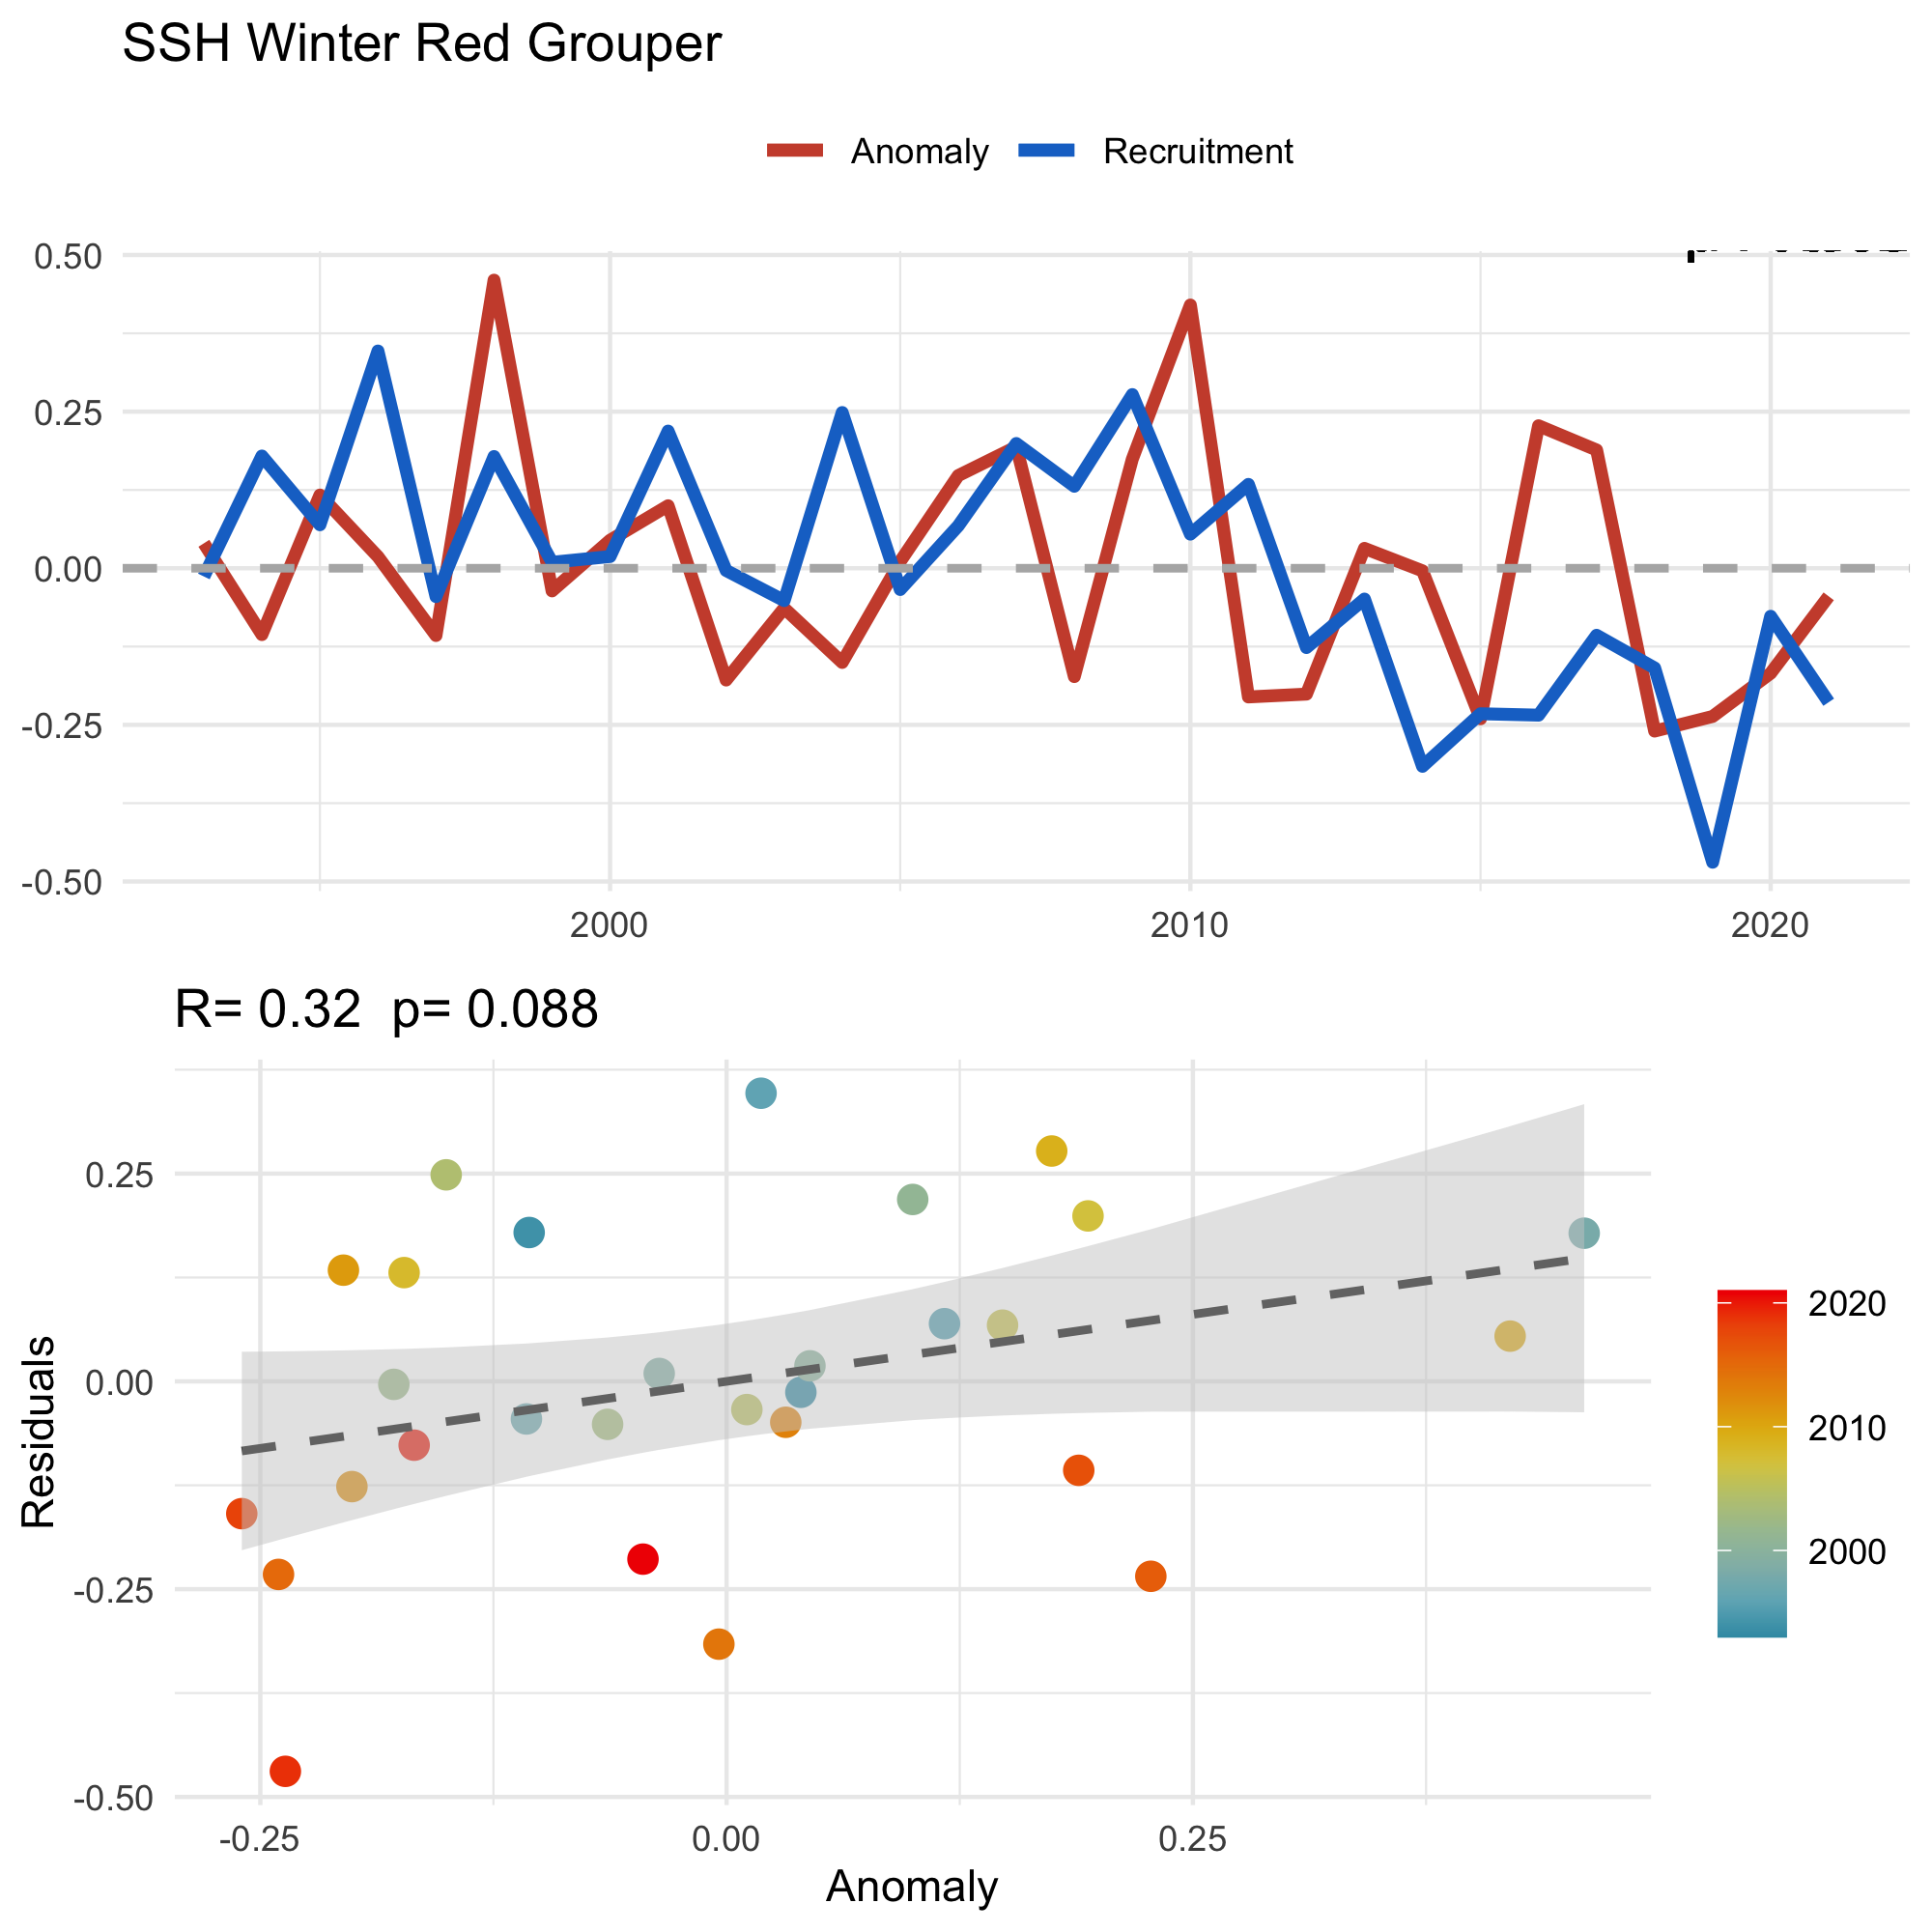 SSH Winter Red Grouper
Anomaly Recruitment
0.50
0.25
0.00
-0.25
-0.50
2000 2010 2020
R= 0.32 p= 0.088
Residuals
0.25
0.00
-0.25
-0.50
-0.25 0.00 0.25
Anomaly
2020
2010
2000